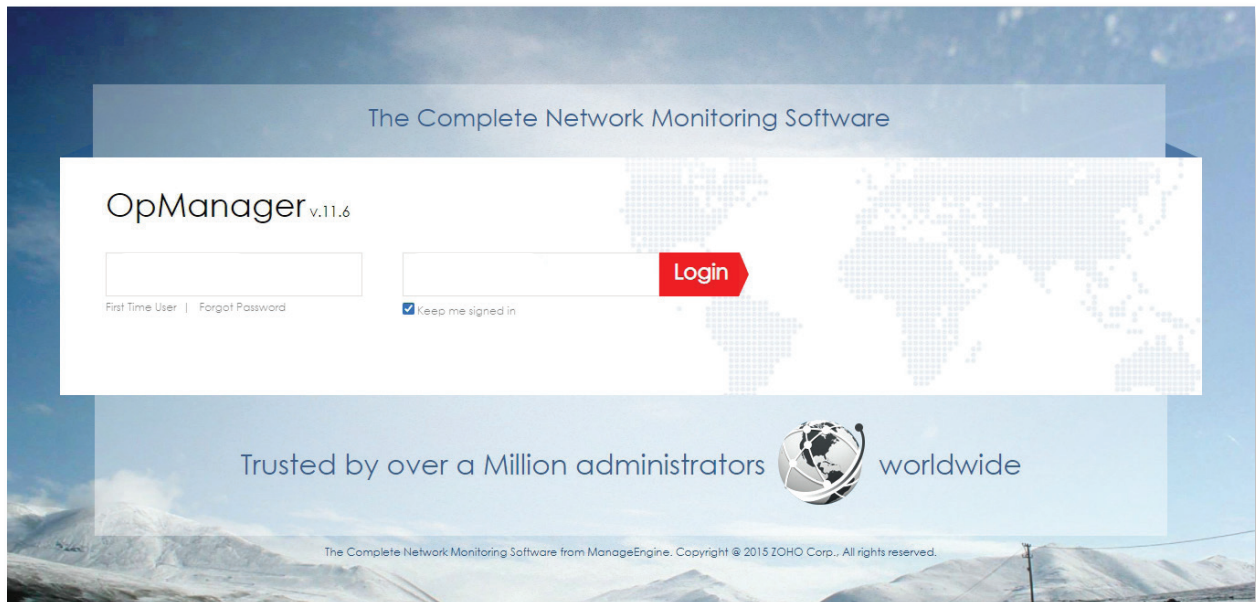 The Complete Network Monitoring Software
OpManager v.11.6
Login
First Time User | Forgot Password
Keep me signed in
Trusted by over a Million administrators worldwide
The Complete Network Monitoring Software from ManageEngine. Copyright @ 2015 ZOHO Corp., All rights reserved.